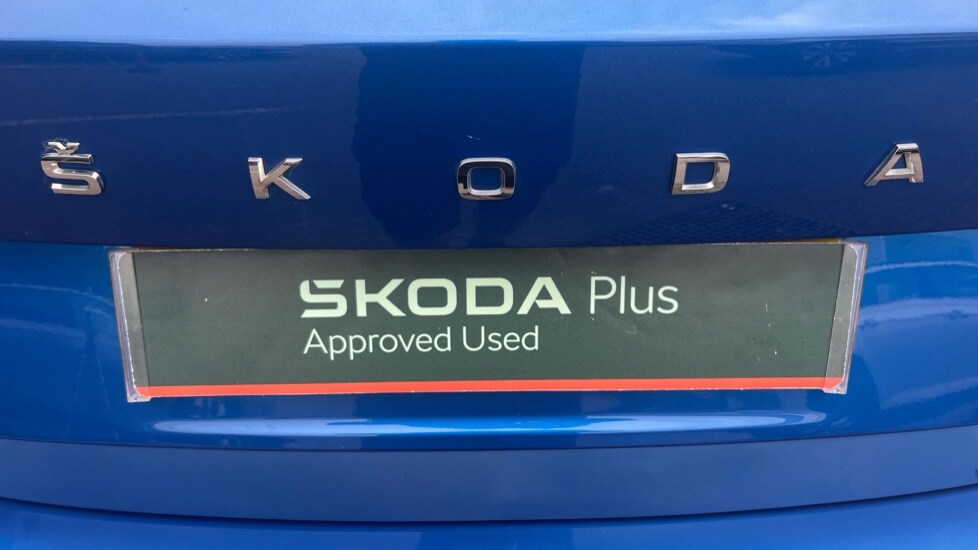 ŠKODA
ŠKODA Plus
Approved Used